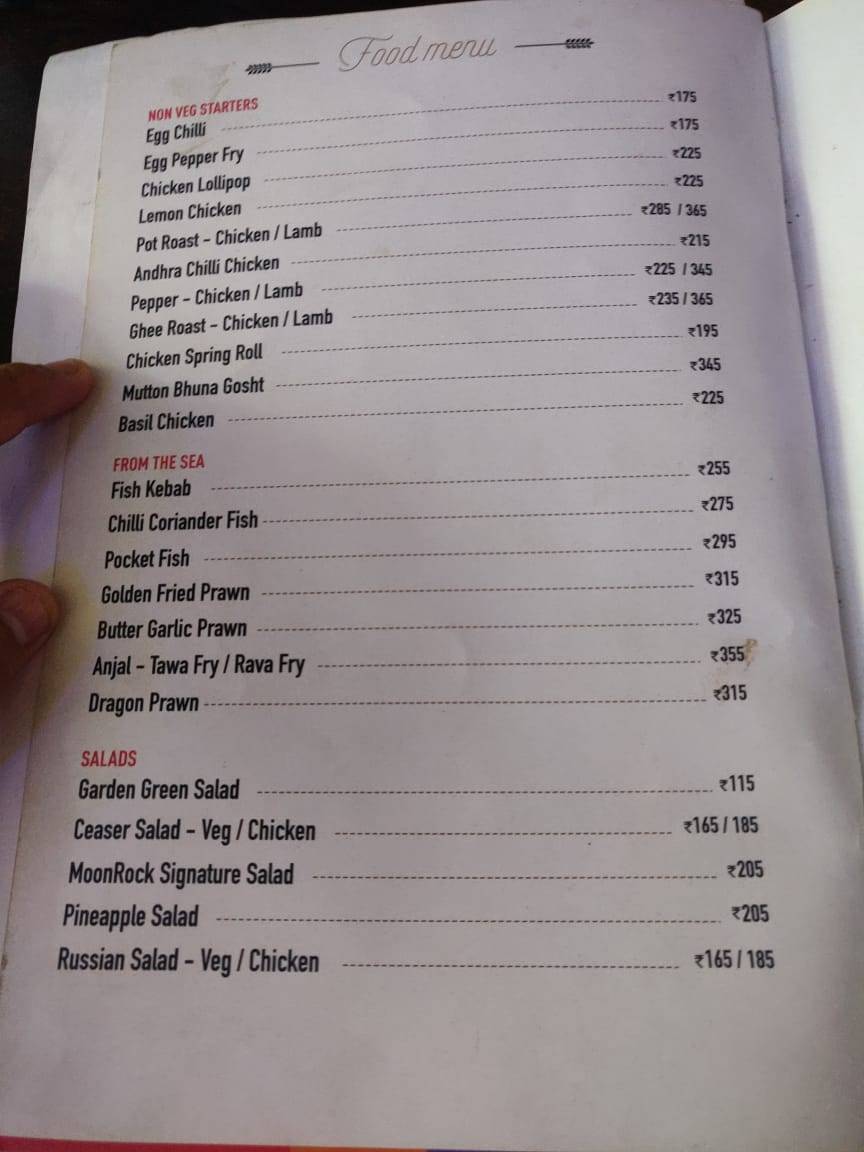 Food menu
NON VEG STARTERS
Egg Chilli ₹175
Egg Pepper Fry ₹175
Chicken Lollipop ₹225
Lemon Chicken ₹225
Pot Roast - Chicken / Lamb ₹285 / 365
Andhra Chilli Chicken ₹215
Pepper - Chicken / Lamb ₹225 / 345
Ghee Roast - Chicken / Lamb ₹235 / 365
Chicken Spring Roll ₹195
Mutton Bhuna Gosht ₹345
Basil Chicken ₹225
FROM THE SEA
Fish Kebab ₹255
Chilli Coriander Fish ₹275
Pocket Fish ₹295
Golden Fried Prawn ₹315
Butter Garlic Prawn ₹325
Anjal - Tawa Fry / Rava Fry ₹355
Dragon Prawn ₹315
SALADS
Garden Green Salad ₹115
Ceaser Salad - Veg / Chicken ₹165 / 185
MoonRock Signature Salad ₹205
Pineapple Salad ₹205
Russian Salad - Veg / Chicken ₹165 / 185